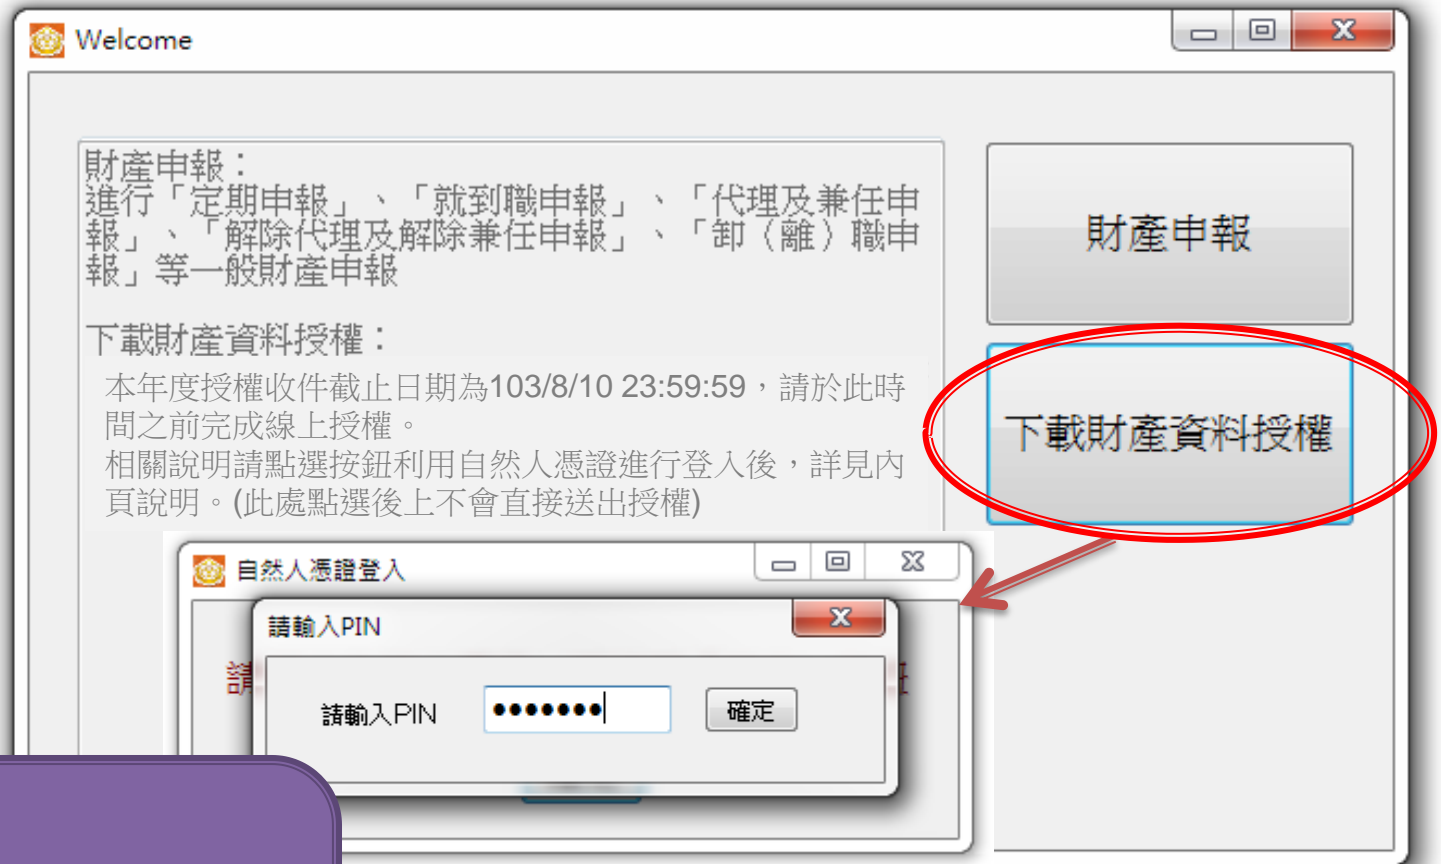 Welcome
財產申報：
進行「定期申報」、「就到職申報」、「代理及兼任申
報」、「解除代理及解除兼任申報」、「卸（離）職申
報」等一般財產申報
財產申報
下載財產資料授權：
本年度授權收件截止日期為103/8/10 23:59:59，請於此時
間之前完成線上授權。
相關說明請點選按鈕利用自然人憑證進行登入後，詳見內
頁說明。(此處點選後上不會直接送出授權)
下載財產資料授權
自然人憑證登入
請輸入PIN
請輸入PIN
確定